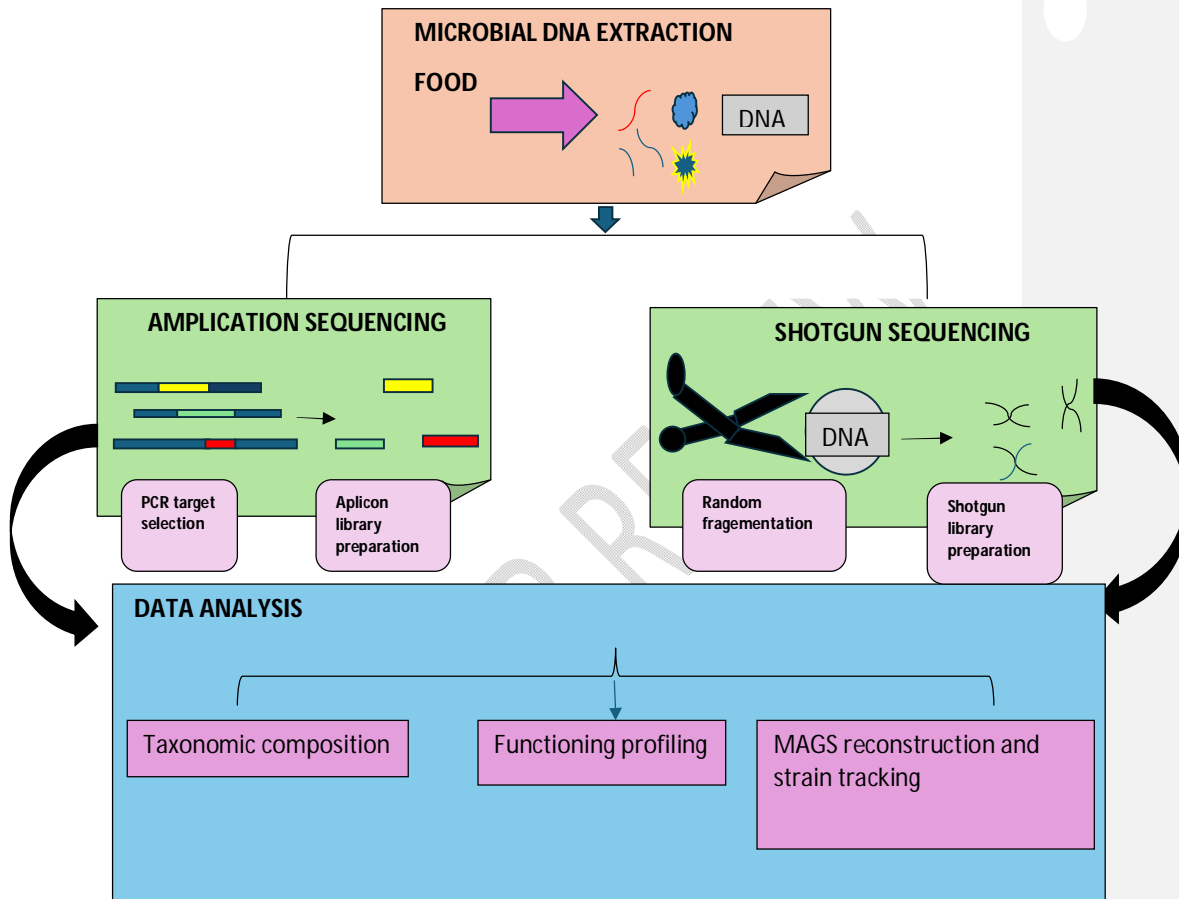 MICROBIAL DNA EXTRACTION
FOOD
DNA
AMPLICATION SEQUENCING
SHOTGUN SEQUENCING
DNA
PCR target
selection
Aplicon
library
preparation
Random
fragementation
Shotgun
library
preparation
DATA ANALYSIS
Taxonomic composition
Functioning profiling
MAGS reconstruction and
strain tracking